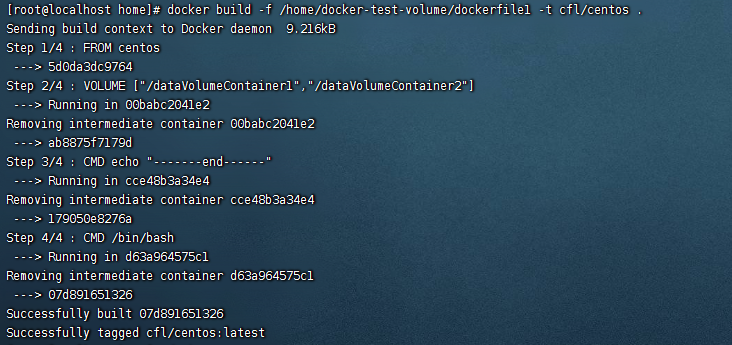 [root@localhost home]# docker build -f /home/docker-test-volume/dockerfile1 -t cfl/centos .
Sending build context to Docker daemon  9.216kB
Step 1/4 : FROM centos
 ---> 5d0da3dc9764
Step 2/4 : VOLUME ["/dataVolumeContainer1","/dataVolumeContainer2"]
 ---> Running in 00babc2041e2
Removing intermediate container 00babc2041e2
 ---> ab8875f7179d
Step 3/4 : CMD echo "-------end------"
 ---> Running in cce48b3a34e4
Removing intermediate container cce48b3a34e4
 ---> 179050e8276a
Step 4/4 : CMD /bin/bash
 ---> Running in d63a964575c1
Removing intermediate container d63a964575c1
 ---> 07d891651326
Successfully built 07d891651326
Successfully tagged cfl/centos:latest